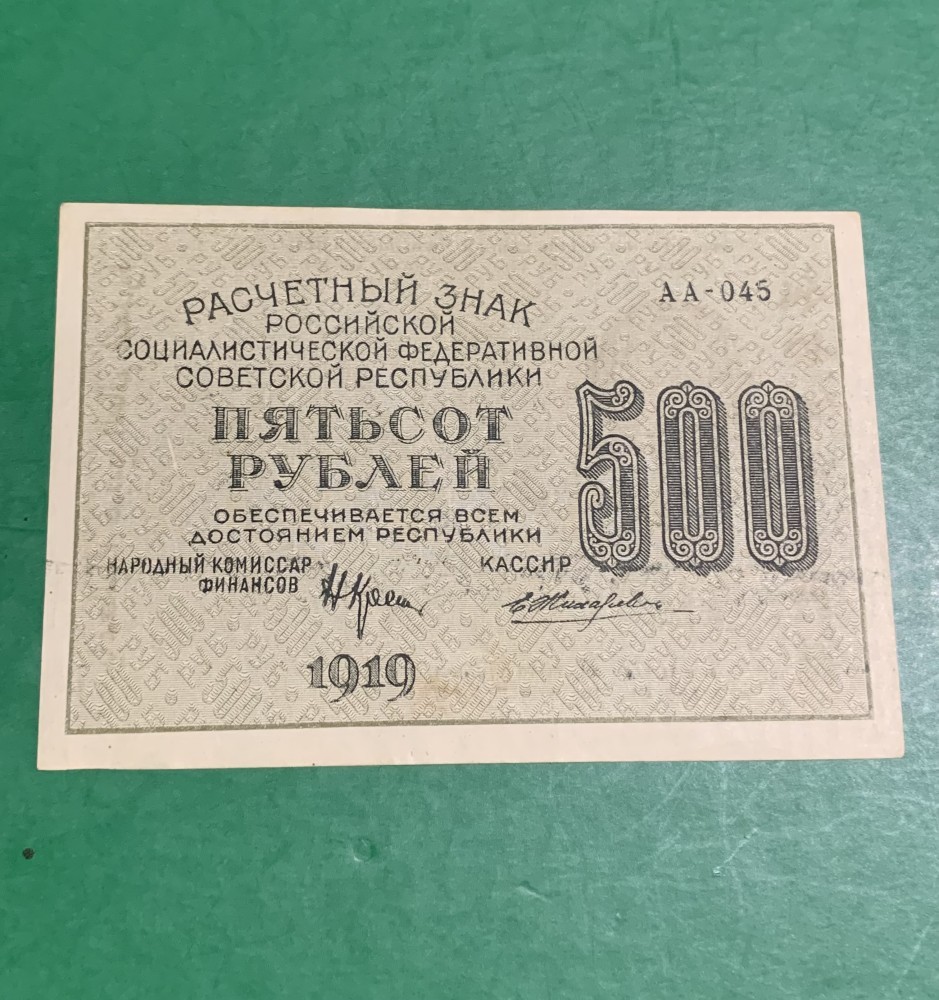 РАСЧЕТНЫЙ ЗНАК
РОССИЙСКОЙ
СОЦИАЛИСТИЧЕСКОЙ ФЕДЕРАТИВНОЙ
СОВЕТСКОЙ РЕСПУБЛИКИ
АА-045
ПЯТЬСОТ
РУБЛЕЙ
500
ОБЕСПЕЧИВАЕТСЯ ВСЕМ
ДОСТОЯНИЕМ РЕСПУБЛИКИ
НАРОДНЫЙ КОМИССАР
ФИНАНСОВ
КАССИР
1919